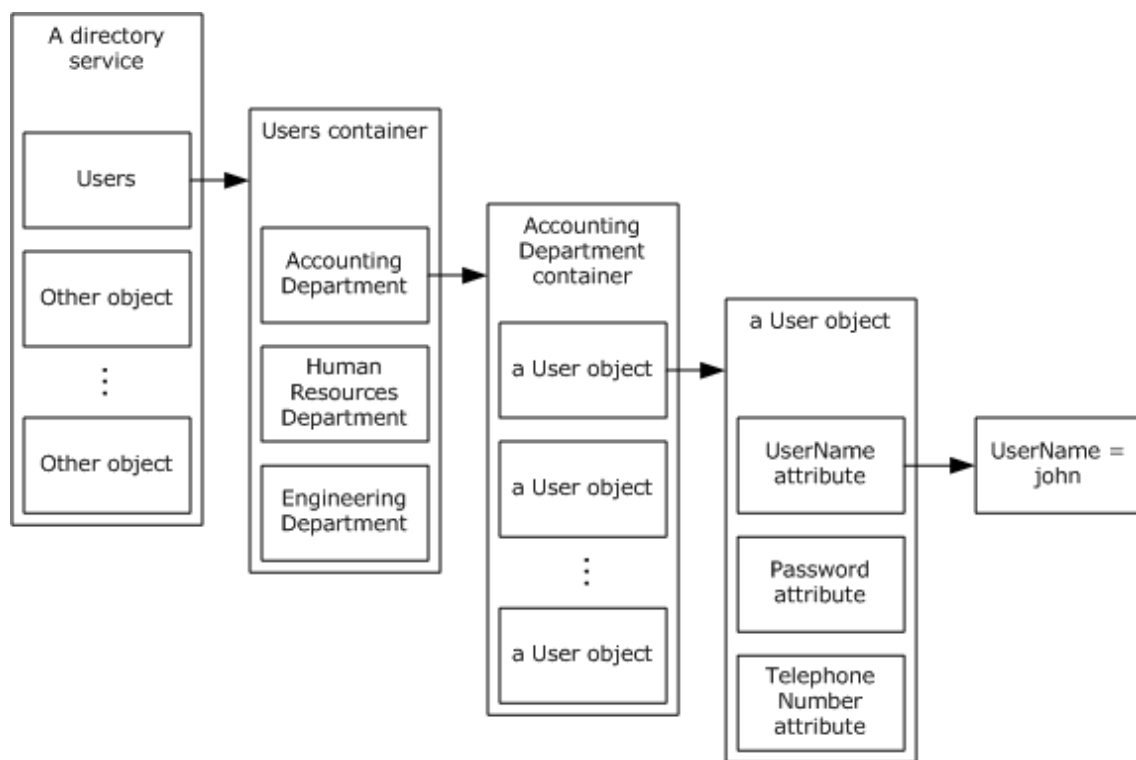 A directory
service
Users
Other object
⋮
Other object
Users container
Accounting
Department
Human
Resources
Department
Engineering
Department
Accounting
Department
container
a User object
a User object
⋮
a User object
a User object
UserName
attribute
Password
attribute
Telephone
Number
attribute
UserName =
john